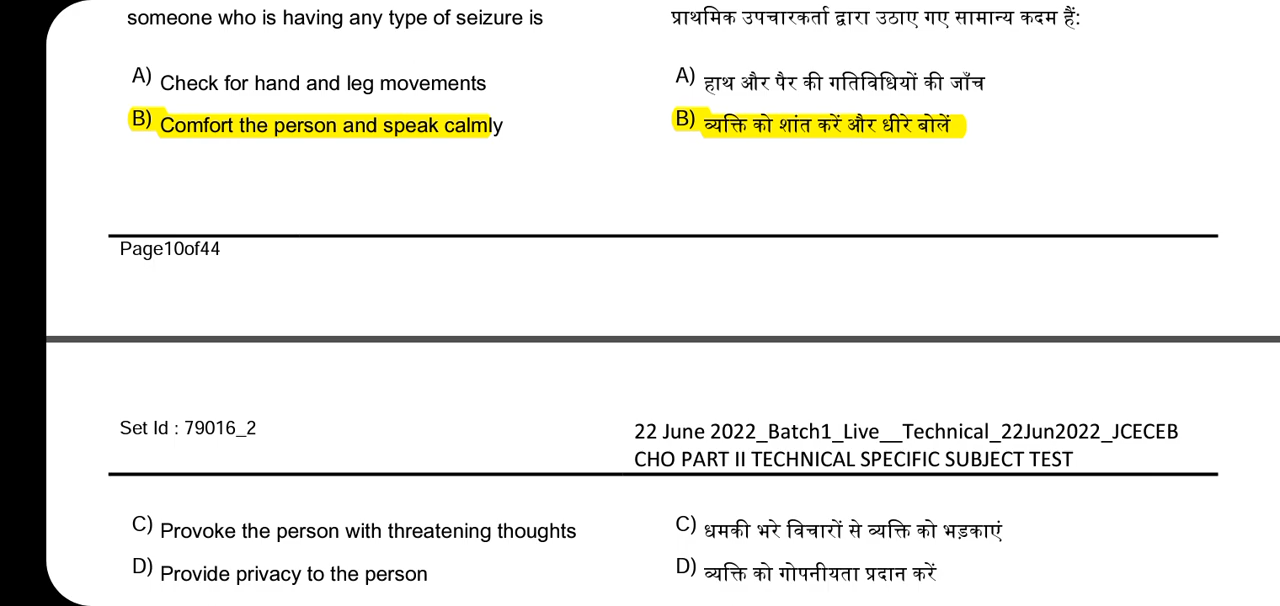 someone who is having any type of seizure is
प्राथमिक उपचारकर्ता द्वारा उठाए गए सामान्य कदम हैं:
A) Check for hand and leg movements
A) हाथ और पैर की गतिविधियों की जाँच
B) Comfort the person and speak calmly
B) व्यक्ति को शांत करें और धीरे बोलें
Page10of44
Set Id : 79016_2
22 June 2022_Batch1_Live__Technical_22Jun2022_JCECEB
CHO PART II TECHNICAL SPECIFIC SUBJECT TEST
C) Provoke the person with threatening thoughts
C) धमकी भरे विचारों से व्यक्ति को भड़काएं
D) Provide privacy to the person
D) व्यक्ति को गोपनीयता प्रदान करें